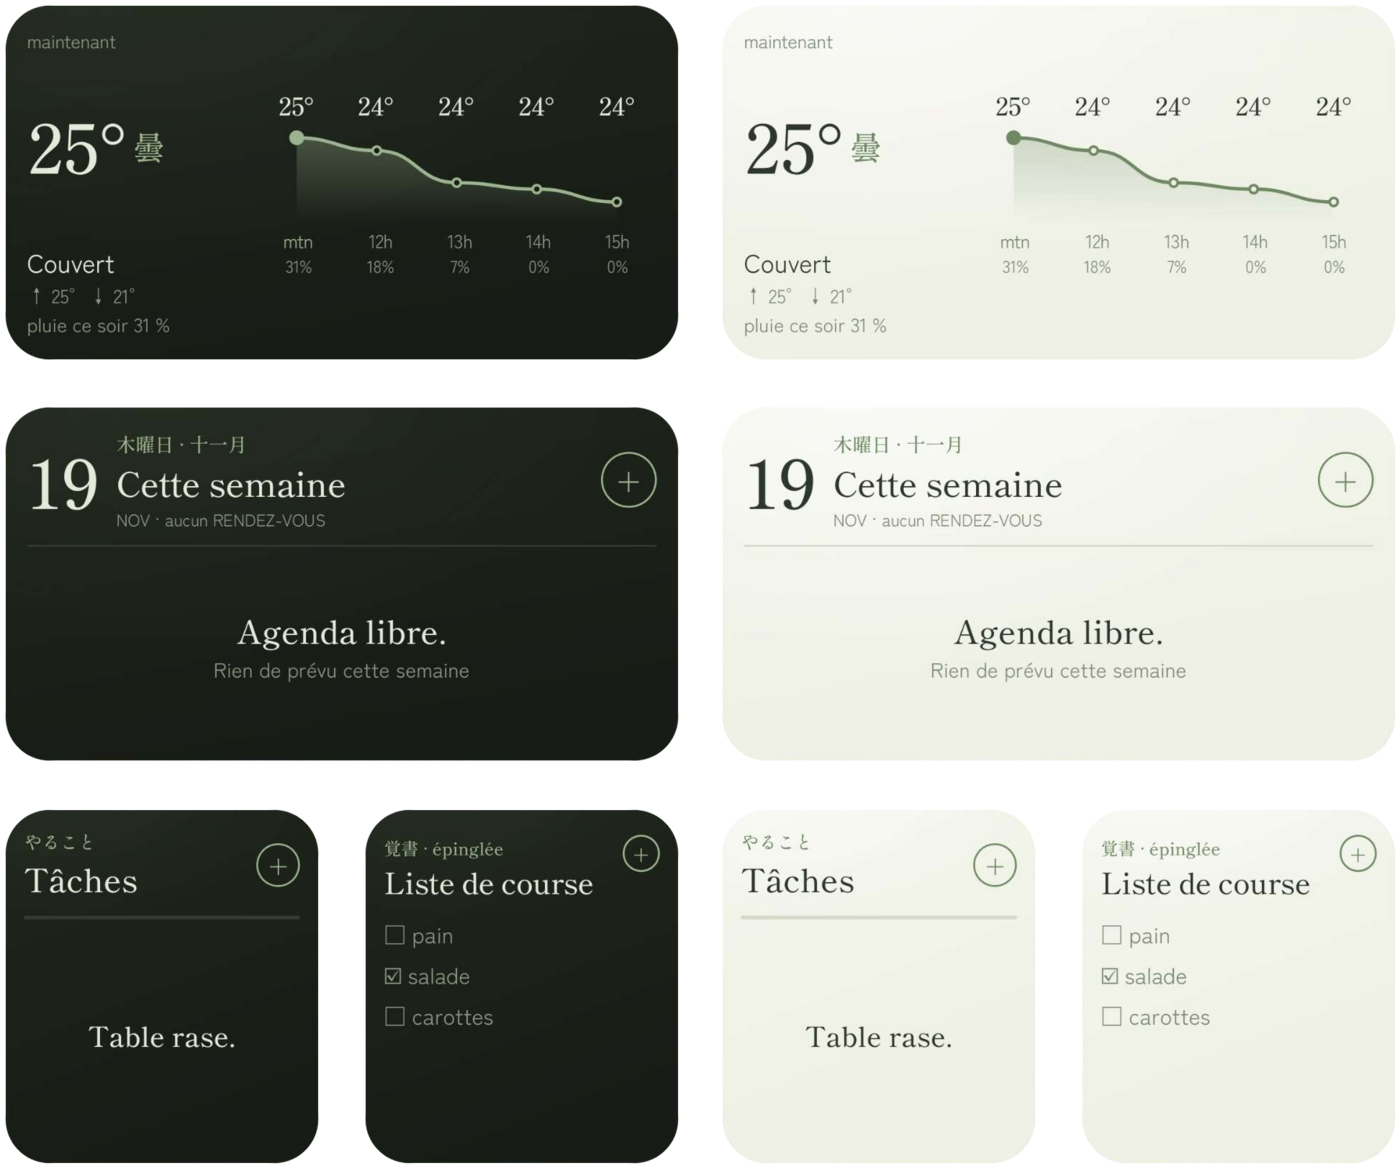 maintenant
25° 曇
25° 24° 24° 24° 24°
mtn 12h 13h 14h 15h
31% 18% 7% 0% 0%
Couvert
↑ 25° ↓ 21°
pluie ce soir 31 %
maintenant
25° 曇
25° 24° 24° 24° 24°
mtn 12h 13h 14h 15h
31% 18% 7% 0% 0%
Couvert
↑ 25° ↓ 21°
pluie ce soir 31 %
19
木曜日 · 十一月
Cette semaine
NOV · aucun RENDEZ-VOUS
Agenda libre.
Rien de prévu cette semaine
19
木曜日 · 十一月
Cette semaine
NOV · aucun RENDEZ-VOUS
Agenda libre.
Rien de prévu cette semaine
やること
Tâches
Table rase.
覚書 · épinglée
Liste de course
☐ pain
☑ salade
☐ carottes
やること
Tâches
Table rase.
覚書 · épinglée
Liste de course
☐ pain
☑ salade
☐ carottes